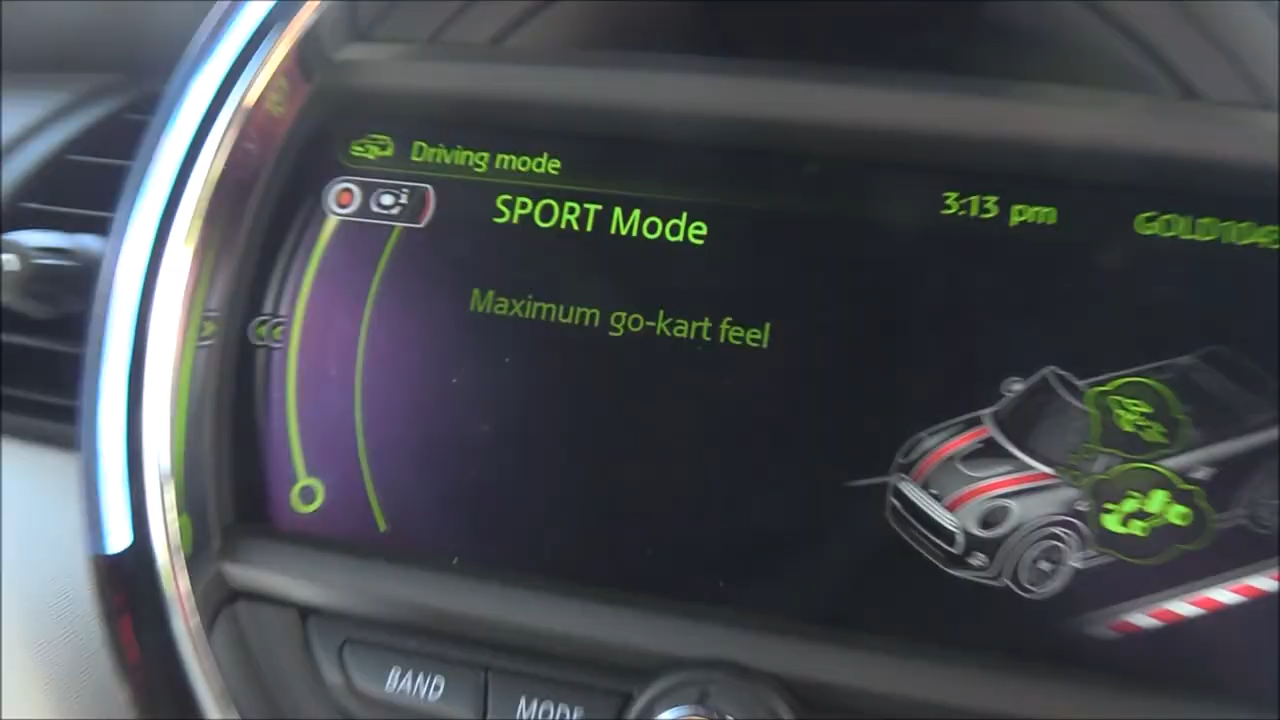 Driving mode
SPORT Mode
3:13 pm
Maximum go-kart feel
BAND
MODE